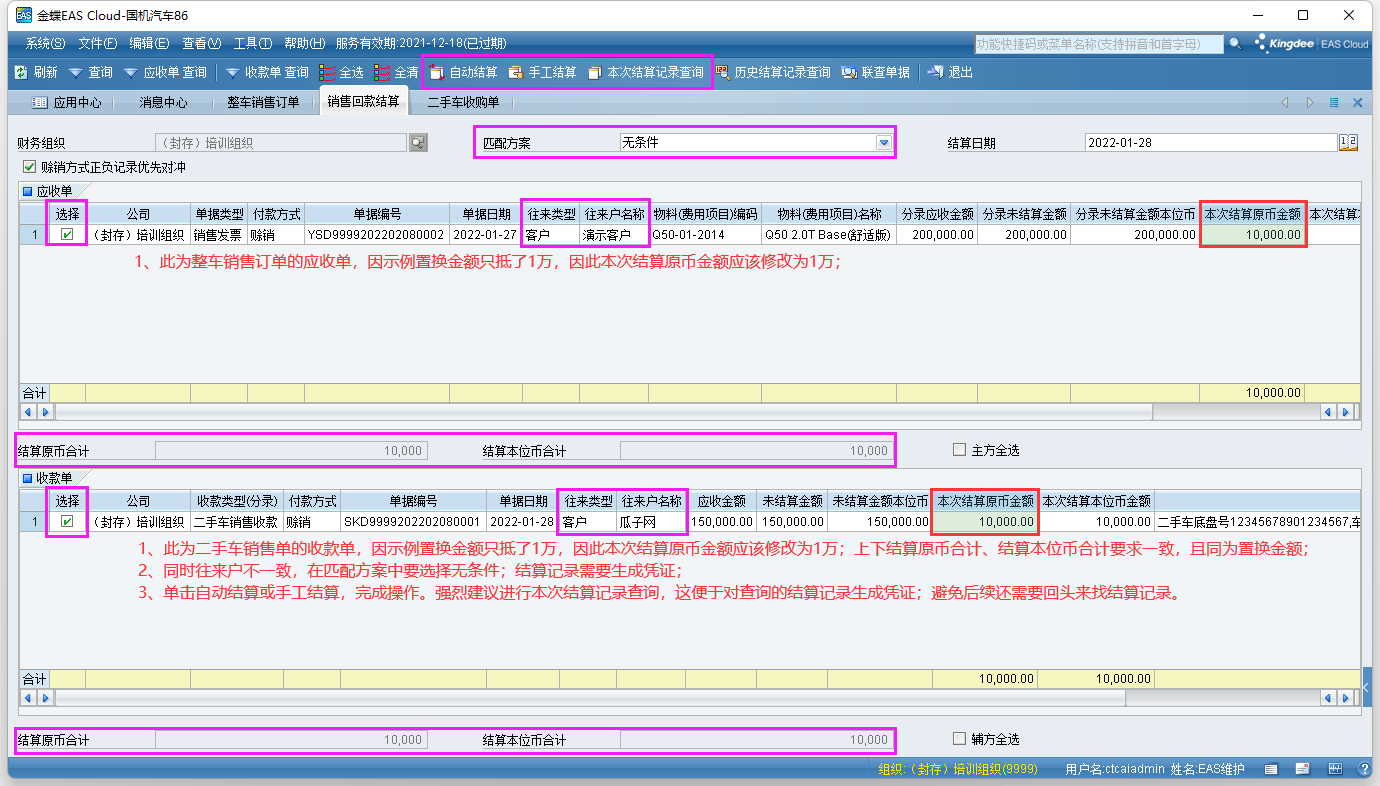 金蝶EAS Cloud-国机汽车86
系统(S) 文件(F) 编辑(E) 查看(V) 工具(T) 帮助(H) 服务有效期:2021-12-18(已过期) 功能快捷码或菜单名称(支持拼音和首字母) Kingdee EAS Cloud
刷新 查询 应收单 查询 收款单 查询 全选 全清 自动结算 手工结算 本次结算记录查询 历史结算记录查询 联查单据 退出
应用中心 消息中心 整车销售订单 销售回款结算 二手车收购单
财务组织 (封存) 培训组织 匹配方案 无条件 结算日期 2022-01-28
赊销方式正负记录优先对冲
应收单
选择 公司 单据类型 付款方式 单据编号 单据日期 往来类型 往来户名称 物料(费用项目)编码 物料(费用项目)名称 分录应收金额 分录未结算金额 分录未结算金额本位币 本次结算原币金额 本次结算
1 (封存) 培训组织 销售发票 赊销 YSD9999202202080002 2022-01-27 客户 演示客户 Q50-01-2014 Q50 2.0T Base(舒适版) 200,000.00 200,000.00 200,000.00 10,000.00
1、此为整车销售订单的应收单，因示例置换金额只抵了1万，因此本次结算原币金额应该修改为1万；
合计 10,000.00
结算原币合计 10,000 结算本位币合计 10,000 主方全选
收款单
选择 公司 收款类型(分录) 付款方式 单据编号 单据日期 往来类型 往来户名称 应收金额 未结算金额 未结算金额本位币 本次结算原币金额 本次结算本位币金额
1 (封存) 培训组织 二手车销售收款 赊销 SKD9999202202080001 2022-01-28 客户 瓜子网 150,000.00 150,000.00 150,000.00 10,000.00 10,000.00 二手车底盘号12345678901234567,车
1、此为二手车销售单的收款单，因示例置换金额只抵了1万，因此本次结算原币金额应该修改为1万；上下结算原币合计、结算本位币合计要求一致，且同为置换金额；
2、同时往来户不一致，在匹配方案中要选择无条件；结算记录需要生成凭证；
3、单击自动结算或手工结算，完成操作。强烈建议进行本次结算记录查询，这便于对查询的结算记录生成凭证；避免后续还需要回头来找结算记录。
合计 10,000.00 10,000.00
结算原币合计 10,000 结算本位币合计 10,000 辅方全选
组织:(封存) 培训组织(9999) 用户名:ctcaiadmin 姓名:EAS维护